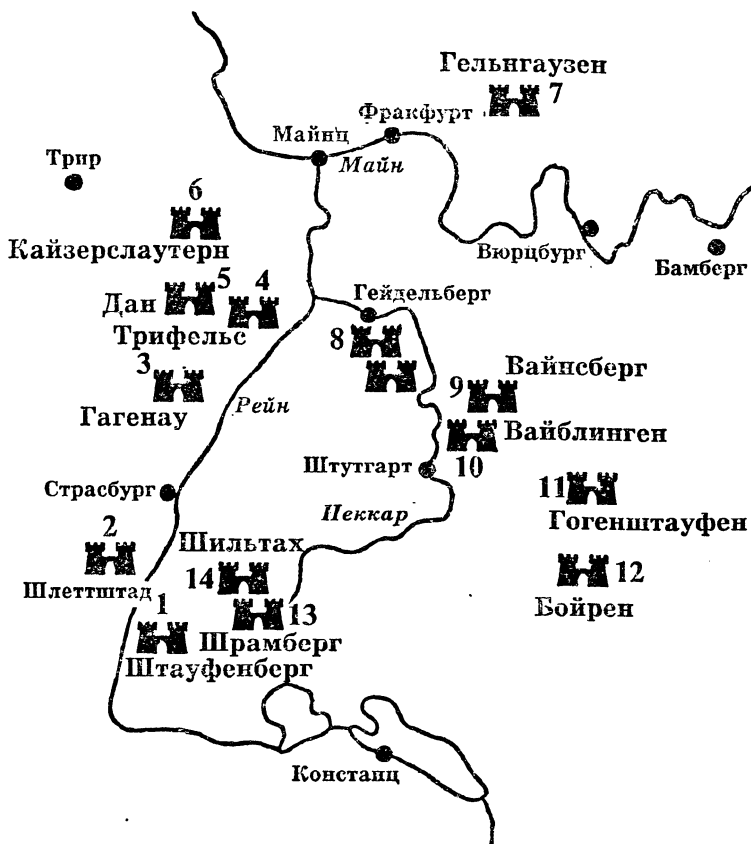 Гельнгаузен
7
Фракфурт
Майнц
Майн
Трир
6
Кайзерслаутерн
Вюрцбург
Бамберг
5
4
Дан
Трифельс
Гейдельберг
8
3
Гагенау
Рейн
9
Вайнсберг
Вайблинген
10
Штутгарт
Страсбург
11
Гогенштауфен
Неккар
2
Шлеттштад
Шильтах
14
12
Бойрен
1
13
Шрамберг
Штауфенберг
Констанц